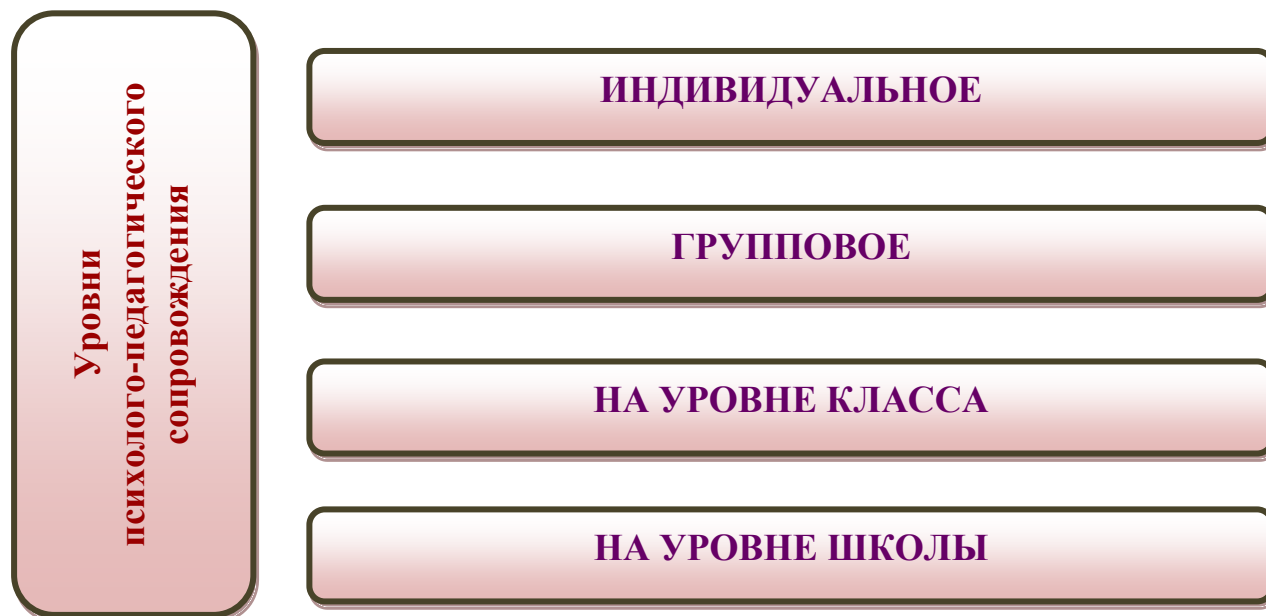 Уровни
психолого-педагогического
сопровождения
ИНДИВИДУАЛЬНОЕ
ГРУППОВОЕ
НА УРОВНЕ КЛАССА
НА УРОВНЕ ШКОЛЫ